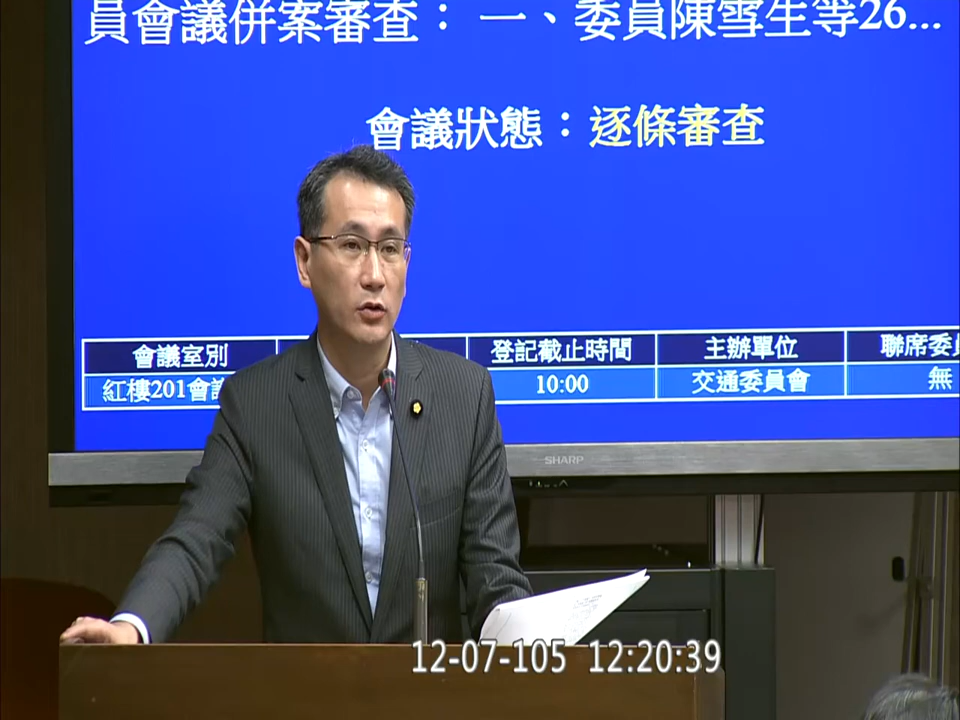 員會議併案審查： 一、委員陳雪生等26...
會議狀態：逐條審查
會議室別 登記截止時間 主辦單位 聯席委
紅樓201會 10:00 交通委員會 無
SHARP
12-07-105 12:20:39